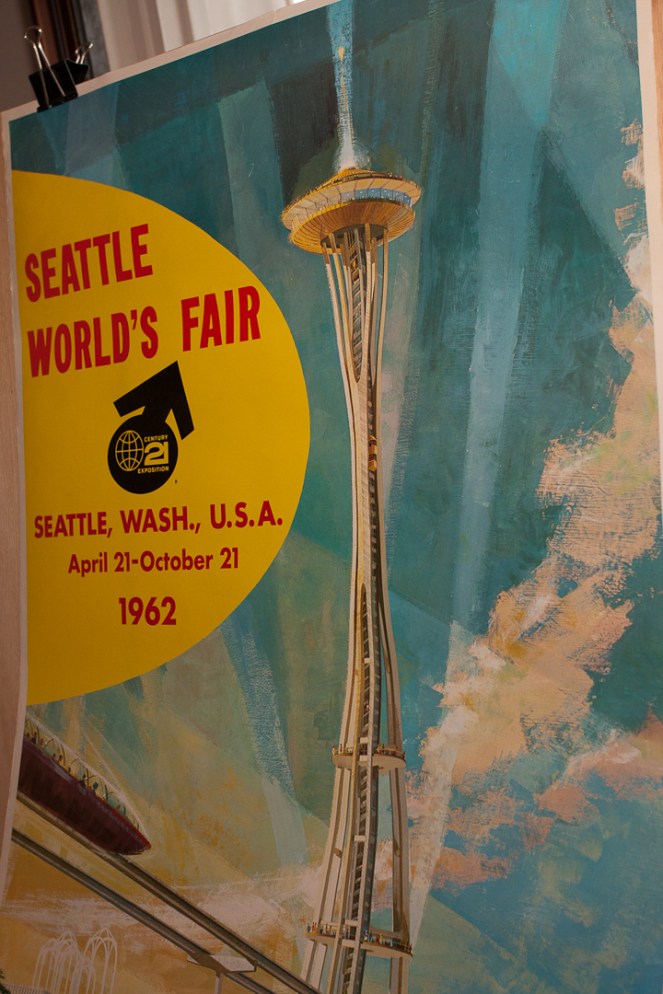 SEATTLE
WORLD'S FAIR
CENTURY
21
EXPOSITION
SEATTLE, WASH., U.S.A.
April 21-October 21
1962